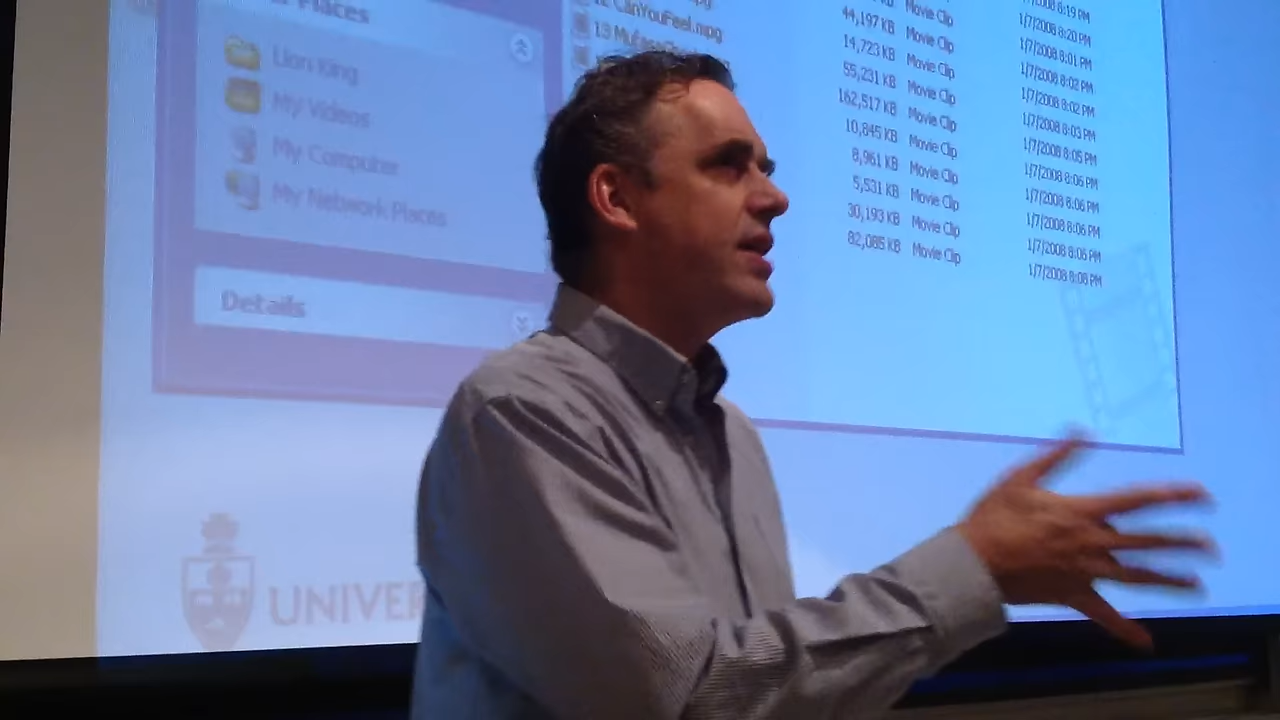 Places
Lion King
My Videos
My Computer
My Network Places
Details
12 CanYouFeel.mpg
13
44,197 KB Movie Clip 1/7/2008 8:20 PM
14,723 KB Movie Clip 1/7/2008 8:01 PM
55,231 KB Movie Clip 1/7/2008 8:02 PM
162,517 KB Movie Clip 1/7/2008 8:02 PM
10,845 KB Movie Clip 1/7/2008 8:03 PM
8,961 KB Movie Clip 1/7/2008 8:05 PM
5,531 KB Movie Clip 1/7/2008 8:06 PM
30,193 KB Movie Clip 1/7/2008 8:06 PM
82,085 KB Movie Clip 1/7/2008 8:06 PM
1/7/2008 8:08 PM
UNIVER